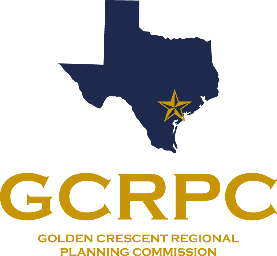 GCRPC
GOLDEN CRESCENT REGIONAL
PLANNING COMMISSION